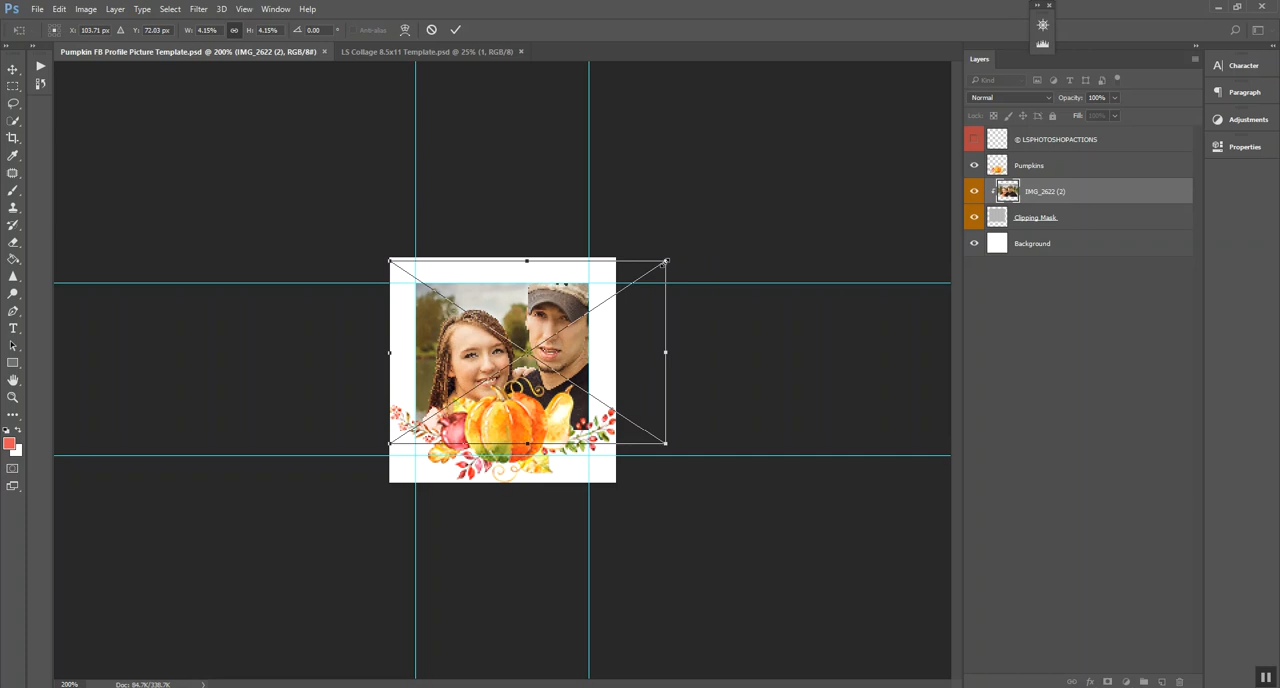 Ps File Edit Image Layer Type Select Filter 3D View Window Help
X: 103.71 px Y: 72.03 px W: 4.15% H: 4.15% 0.00 ° Anti-alias
Pumpkin FB Profile Picture Template.psd @ 200% (IMG_2622 (2), RGB/8#) × LS Collage 8.5x11 Template.psd @ 25% (1, RGB/8) ×
Layers
Kind
Normal Opacity: 100%
Lock: Fill: 100%
© LSPHOTOSHOPACTIONS
Pumpkins
IMG_2622 (2)
Clipping Mask
Background
Character
Paragraph
Adjustments
Properties
200% Doc: 84.7K/338.7K